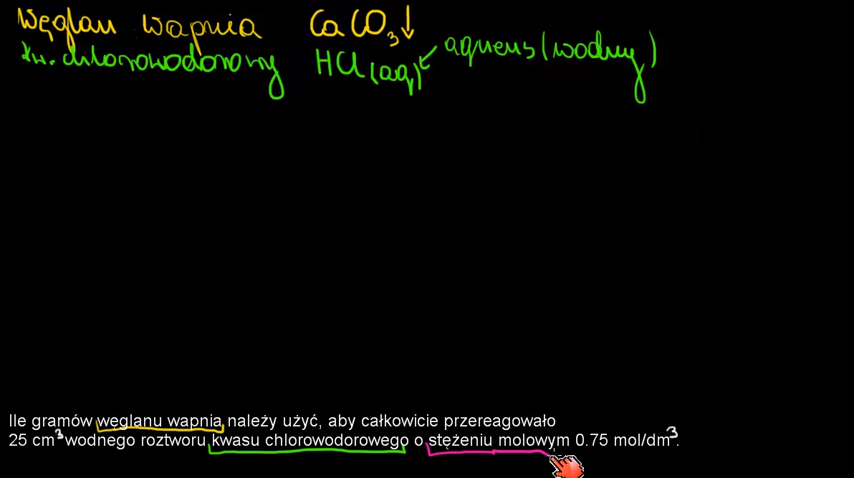 Węglan wapnia CaCO₃↓
kw. chlorowodorowy HCl(aq) aqueus (wodny)
Ile gramów węglanu wapnia należy użyć, aby całkowicie przereagowało
25 cm³ wodnego roztworu kwasu chlorowodorowego o stężeniu molowym 0.75 mol/dm³.